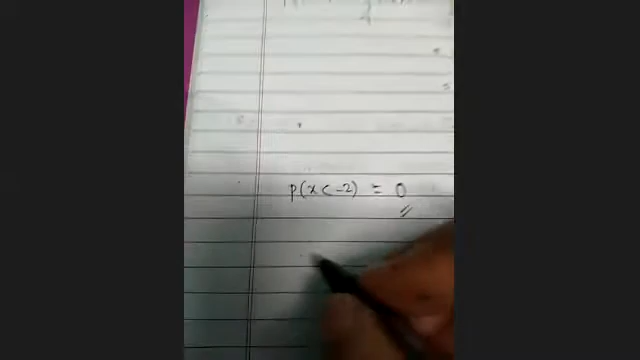 P(x < -2) = 0